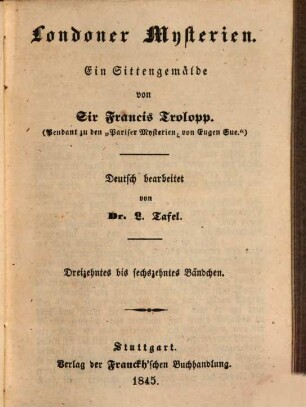 Londoner Mysterien.
Ein Sittengemälde
von
Sir Francis Trolopp.
(Pendant zu den „Pariser Mysterien, von Eugen Sue.“)
Deutsch bearbeitet
von
Dr. L. Tafel.
Dreizehntes bis sechszehntes Bändchen.
Stuttgart.
Verlag der Franckh'schen Buchhandlung.
1845.